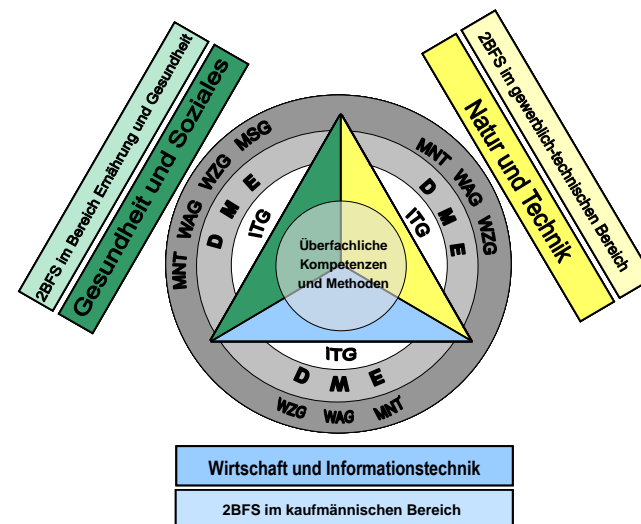 2BFS im Bereich Ernährung und Gesundheit
Gesundheit und Soziales
2BFS im gewerblich-technischen Bereich
Natur und Technik
MNT WAG WZG MSG
D M E
ITG
MNT WAG WZG
D M E
ITG
Überfachliche
Kompetenzen
und Methoden
ITG
D M E
WZG WAG MNT
Wirtschaft und Informationstechnik
2BFS im kaufmännischen Bereich